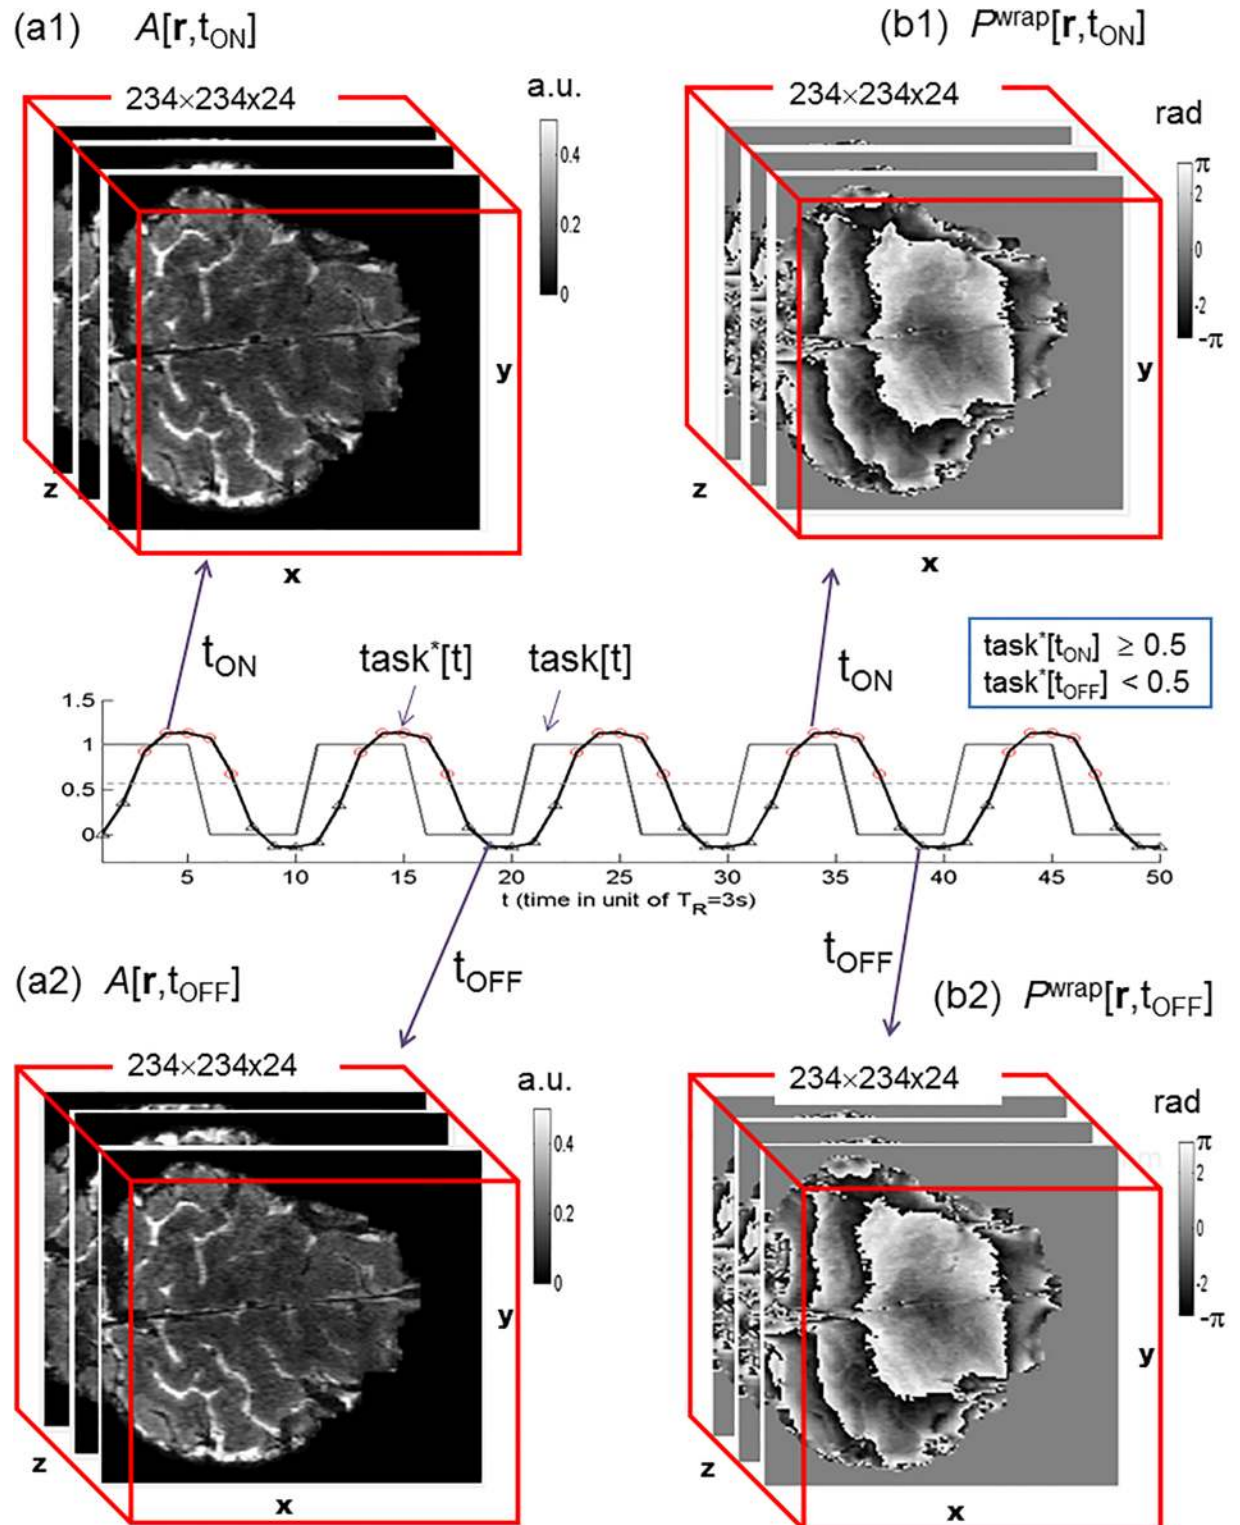 (a1) A[r,tON]
(b1) Pwrap[r,tON]
234×234x24
a.u.
0.4
0.2
0
y
z
x
234×234x24
rad
π
2
0
-2
-π
y
z
x
tON
task*[t]
task[t]
tON
task*[tON] ≥ 0.5
task*[tOFF] < 0.5
1.5
1
0.5
0
5 10 15 20 25 30 35 40 45 50
t (time in unit of TR=3s)
tOFF
tOFF
(a2) A[r,tOFF]
(b2) Pwrap[r,tOFF]
234×234x24
a.u.
0.4
0.2
0
y
z
x
234×234x24
rad
π
2
0
-2
-π
m
y
z
x